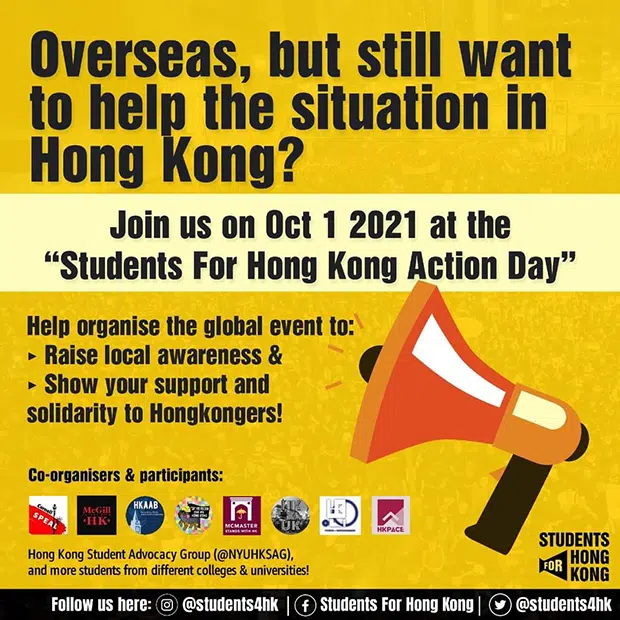 Overseas, but still want
to help the situation in
Hong Kong?
Join us on Oct 1 2021 at the
“Students For Hong Kong Action Day”
Help organise the global event to:
▸ Raise local awareness &
▸ Show your support and
solidarity to Hongkongers!
Co-organisers & participants:
SPEAK
McGill
·HK·
HKAAB
MCMASTER
STANDS WITH HK
UK
HKPACE
Hong Kong Student Advocacy Group (@NYUHKSAG),
and more students from different colleges & universities!
STUDENTS
FOR
HONG
KONG
Follow us here: @students4hk | Students For Hong Kong | @students4hk